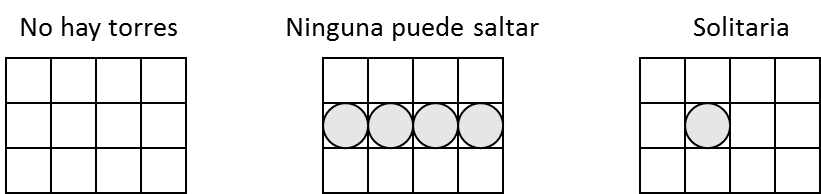 No hay torres
Ninguna puede saltar
Solitaria